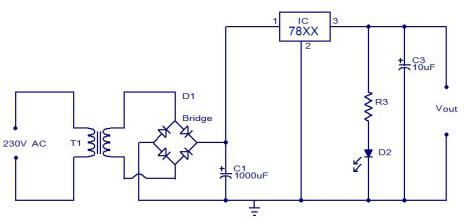 IC
1
78XX
3
2
D1
Bridge
230V AC
T1
C1
1000uF
R3
D2
C3
10uF
Vout
+
+